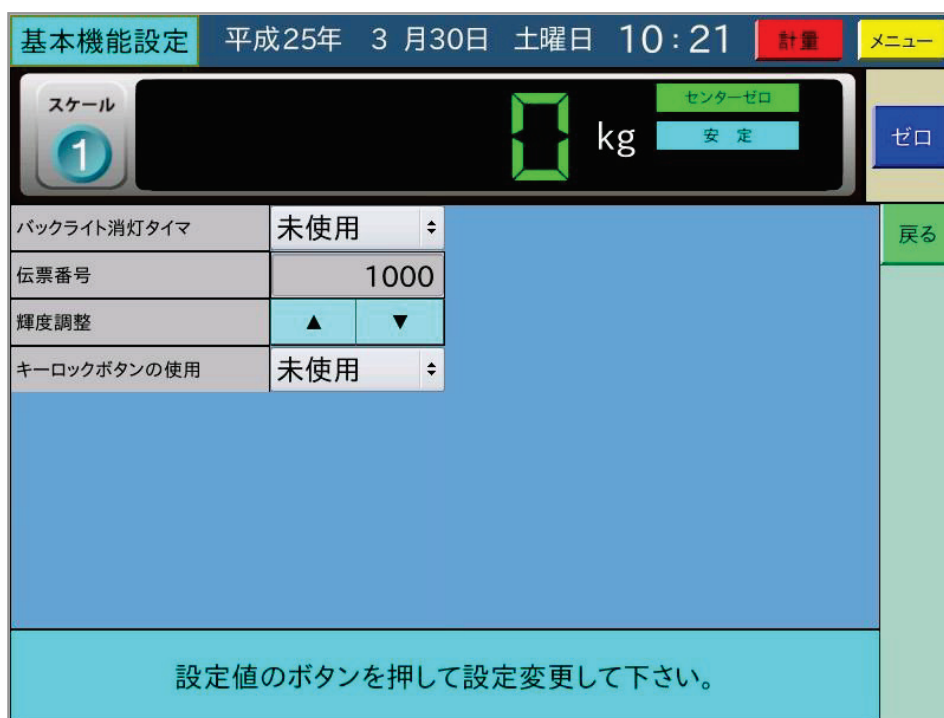 基本機能設定 平成25年 3月30日 土曜日 10:21 計量 メニュー
スケール
1
0 kg
センターゼロ
安定
ゼロ
バックライト消灯タイマ 未使用
戻る
伝票番号 1000
輝度調整 ▲ ▼
キーロックボタンの使用 未使用
設定値のボタンを押して設定変更して下さい。